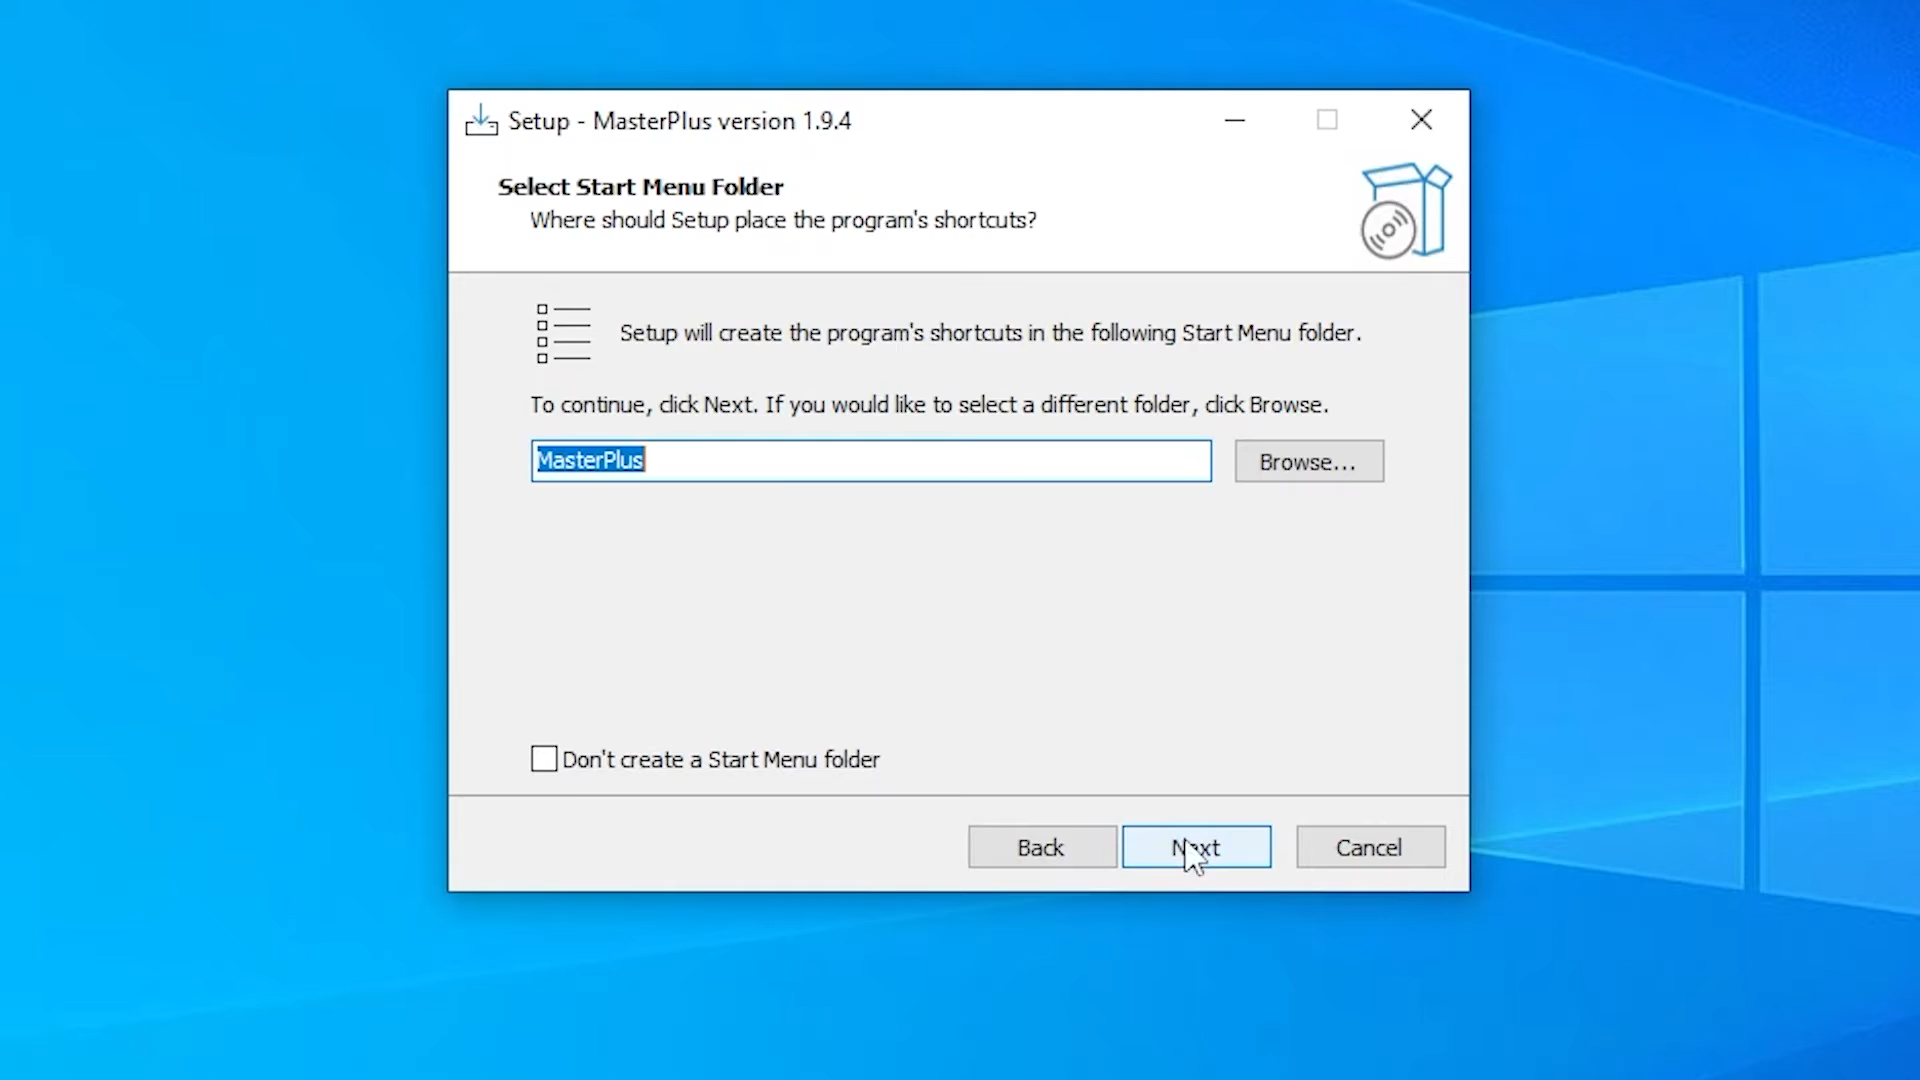 Setup - MasterPlus version 1.9.4
Select Start Menu Folder
Where should Setup place the program's shortcuts?
Setup will create the program's shortcuts in the following Start Menu folder.
To continue, click Next. If you would like to select a different folder, click Browse.
MasterPlus
Browse...
Don't create a Start Menu folder
Back
Next
Cancel